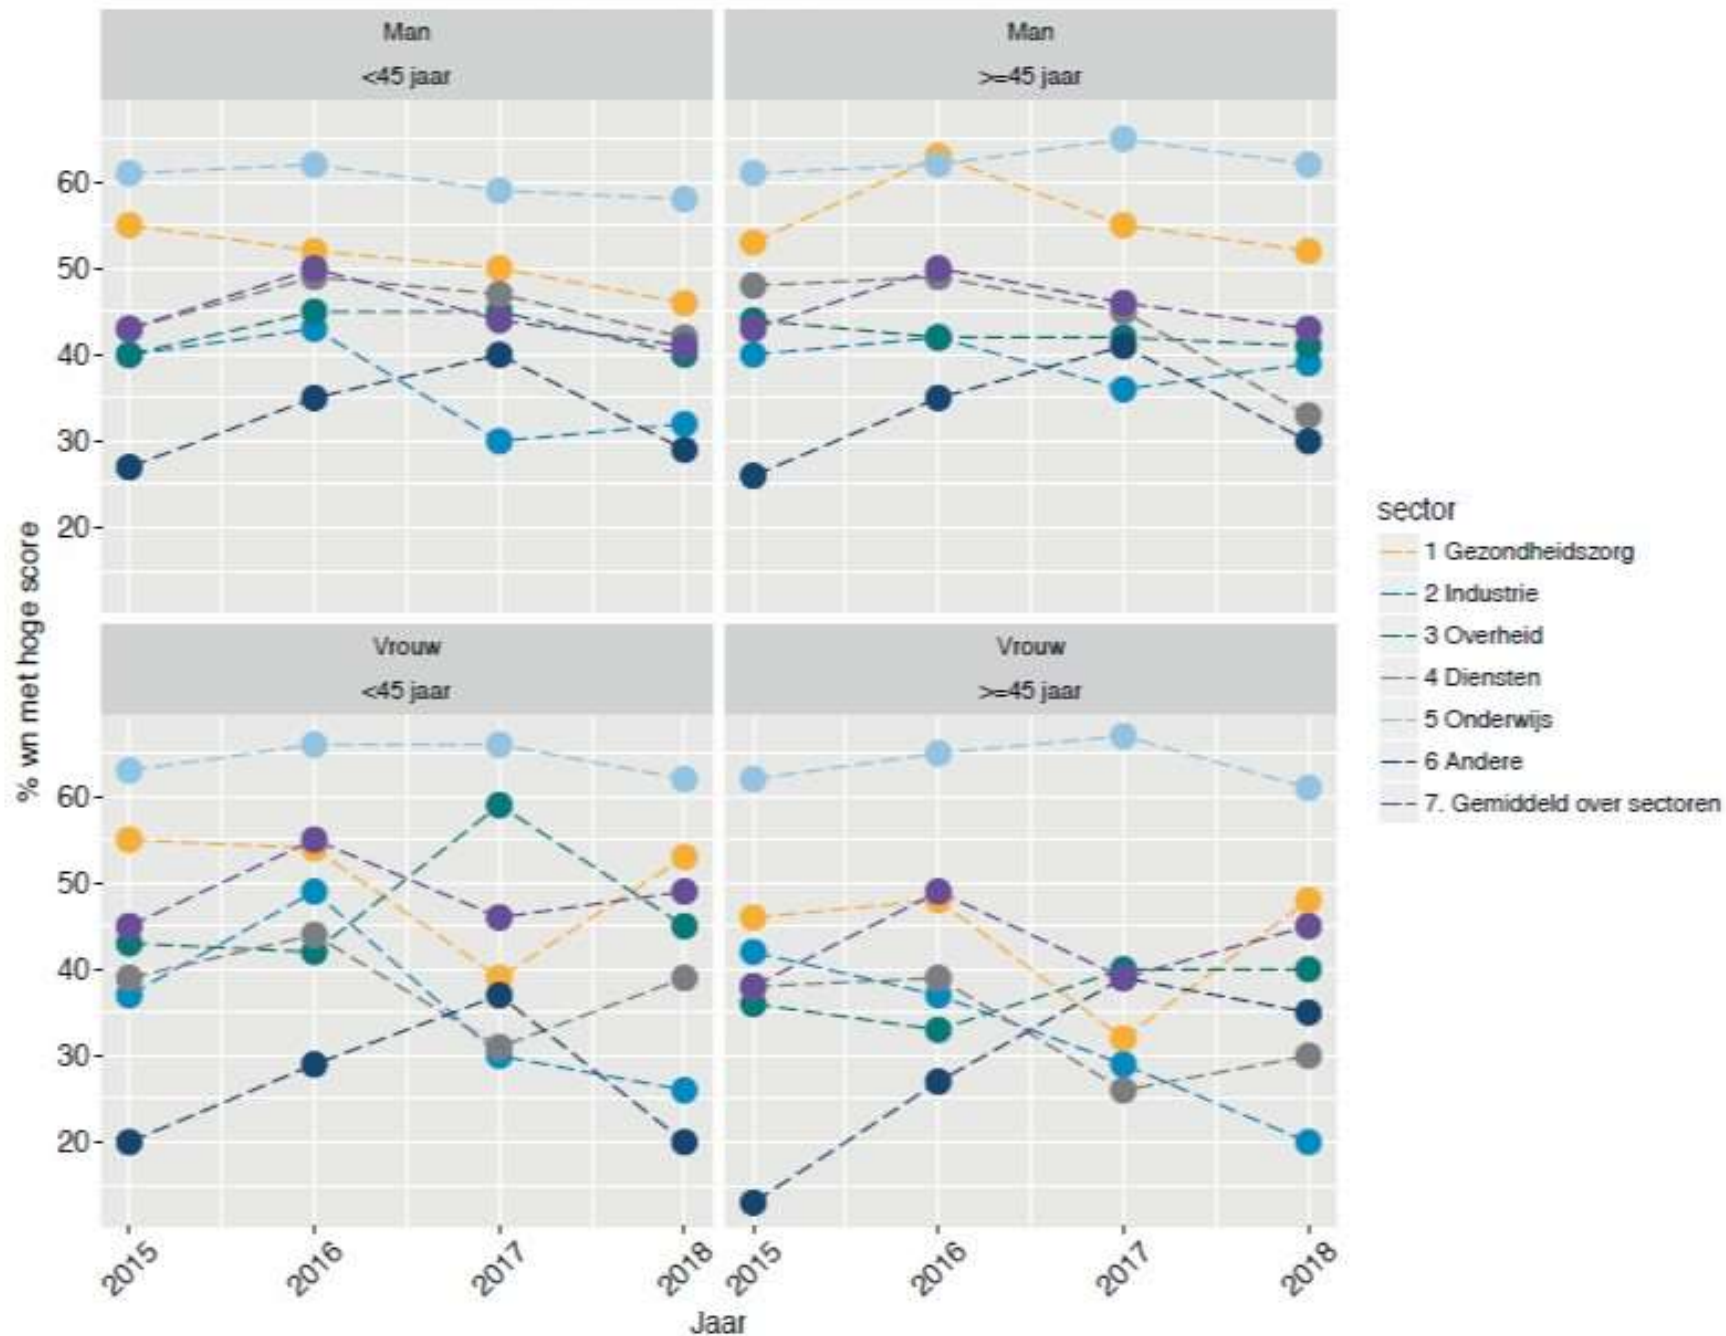 Man
<45 jaar
Man
>=45 jaar
60
50
40
30
20
% wn met hoge score
Vrouw
<45 jaar
Vrouw
>=45 jaar
60
50
40
30
20
2015
2016
2017
2018
2015
2016
2017
2018
Jaar
sector
1 Gezondheidszorg
2 Industrie
3 Overheid
4 Diensten
5 Onderwijs
6 Andere
7. Gemiddeld over sectoren